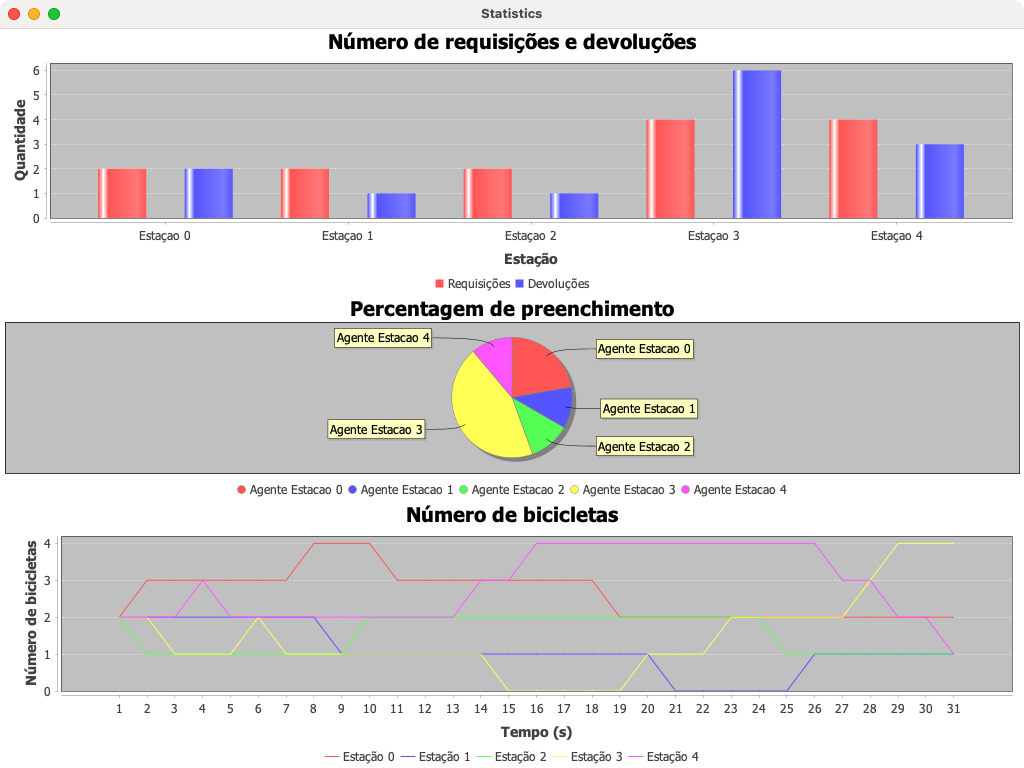 Statistics
Número de requisições e devoluções
Quantidade
6
5
4
3
2
1
0
Estaçao 0 Estaçao 1 Estaçao 2 Estaçao 3 Estaçao 4
Estação
Requisições Devoluções
Percentagem de preenchimento
Agente Estacao 4
Agente Estacao 0
Agente Estacao 1
Agente Estacao 3
Agente Estacao 2
Agente Estacao 0 Agente Estacao 1 Agente Estacao 2 Agente Estacao 3 Agente Estacao 4
Número de bicicletas
Número de bicicletas
4
3
2
1
0
1 2 3 4 5 6 7 8 9 10 11 12 13 14 15 16 17 18 19 20 21 22 23 24 25 26 27 28 29 30 31
Tempo (s)
Estação 0 Estação 1 Estação 2 Estação 3 Estação 4